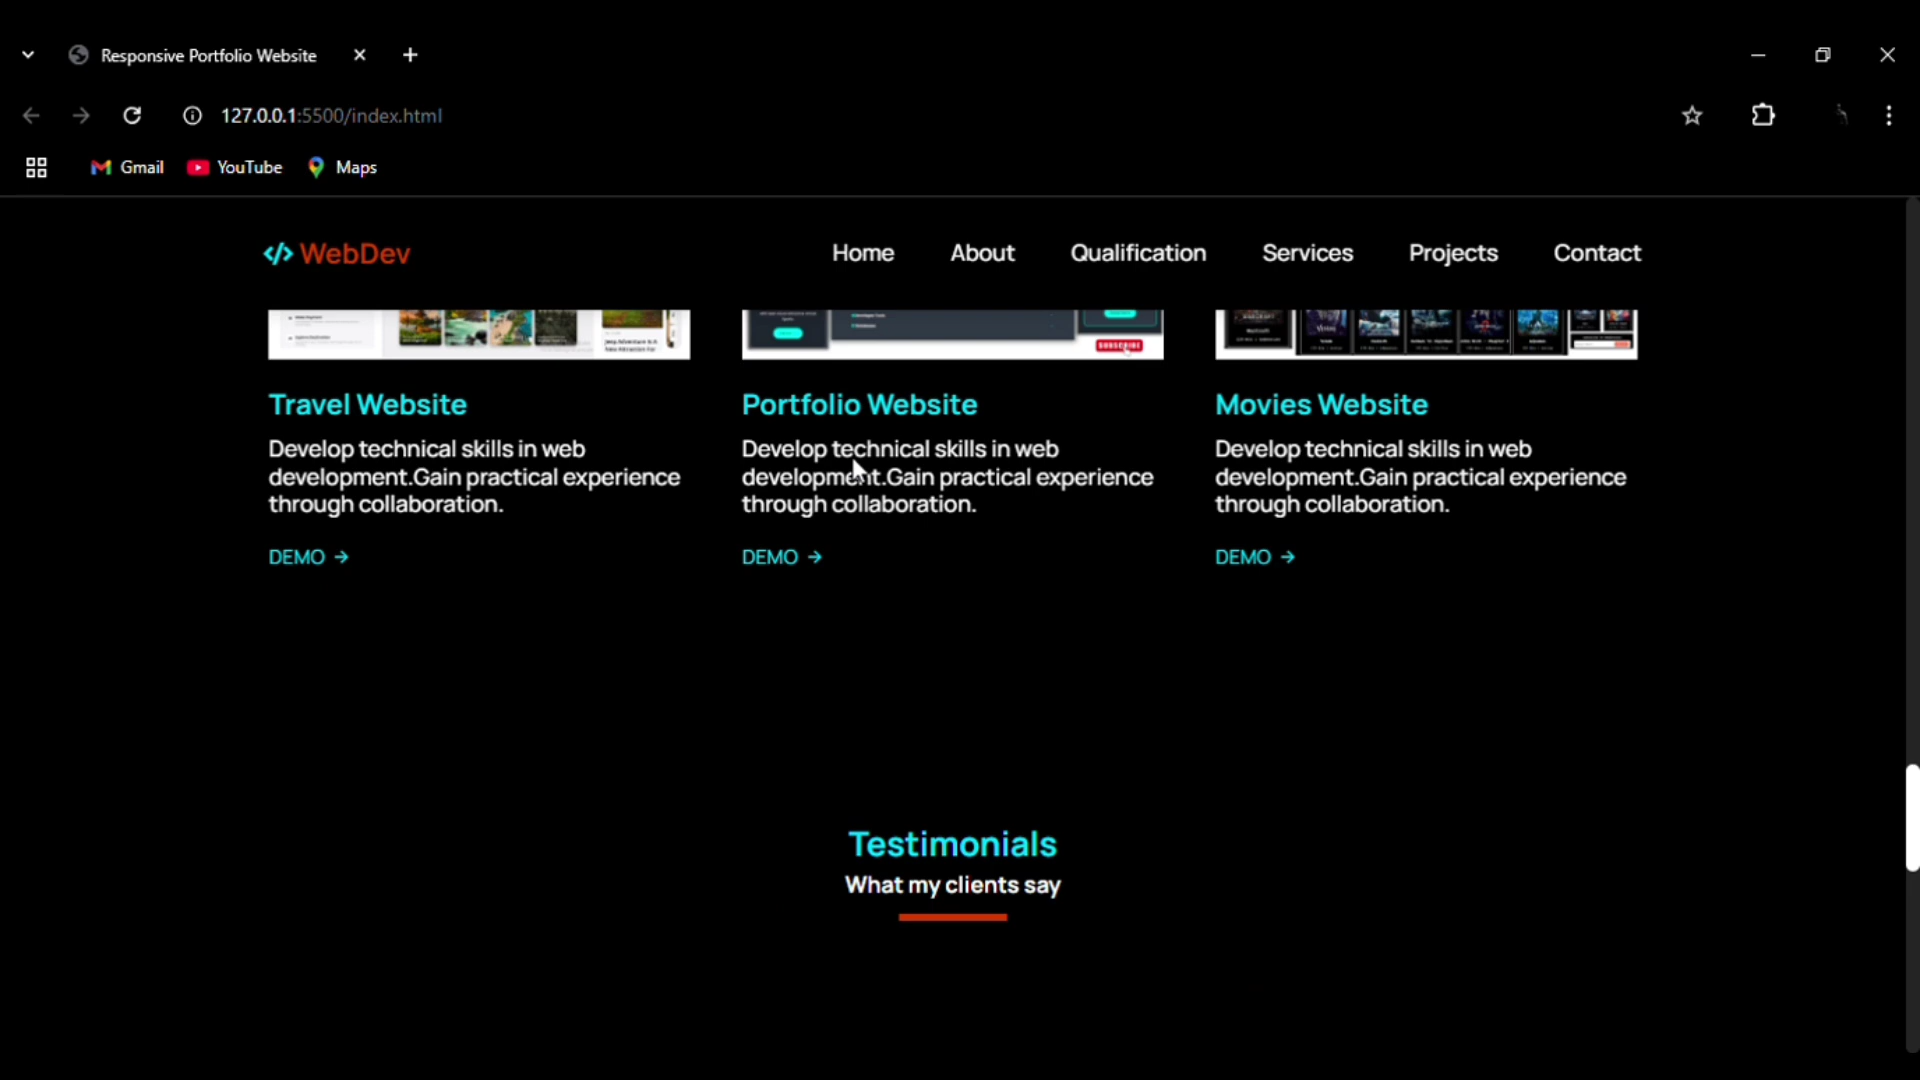 Responsive Portfolio Website
127.0.0.1:5500/index.html
Gmail YouTube Maps
</> WebDev Home About Qualification Services Projects Contact
SUBSCRIBE
Travel Website
Develop technical skills in web
development.Gain practical experience
through collaboration.
DEMO →
Portfolio Website
Develop technical skills in web
development.Gain practical experience
through collaboration.
DEMO →
Movies Website
Develop technical skills in web
development.Gain practical experience
through collaboration.
DEMO →
Testimonials
What my clients say